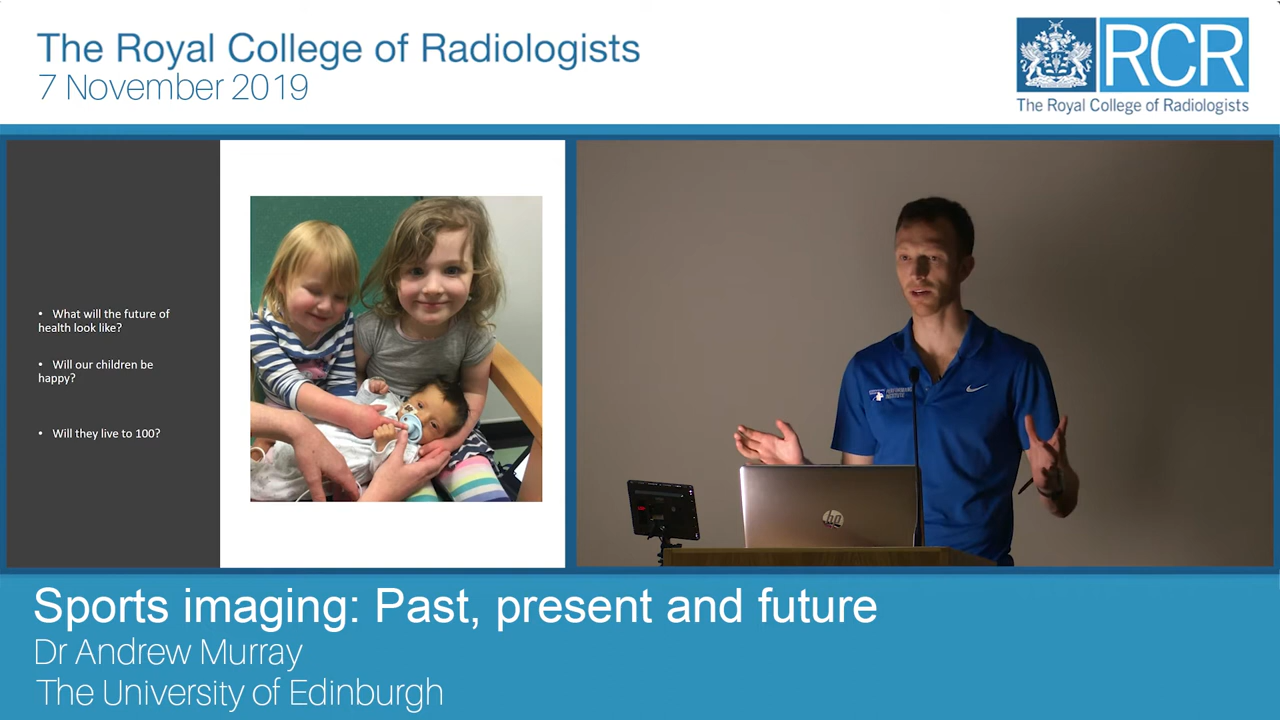 The Royal College of Radiologists
7 November 2019
RCR
The Royal College of Radiologists
• What will the future of
health look like?
• Will our children be
happy?
• Will they live to 100?
hp
Sports imaging: Past, present and future
Dr Andrew Murray
The University of Edinburgh